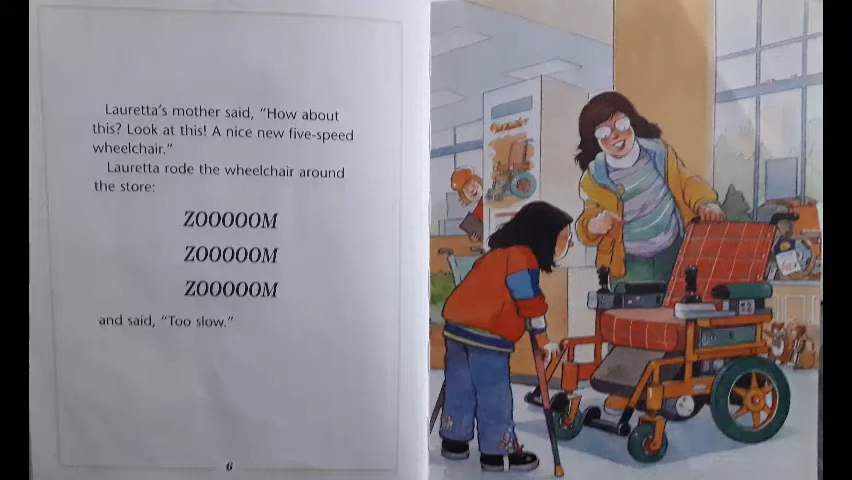 Lauretta's mother said, "How about
this? Look at this! A nice new five-speed
wheelchair."
Lauretta rode the wheelchair around
the store:
ZOOOOOM
ZOOOOOM
ZOOOOOM
and said, "Too slow."
6